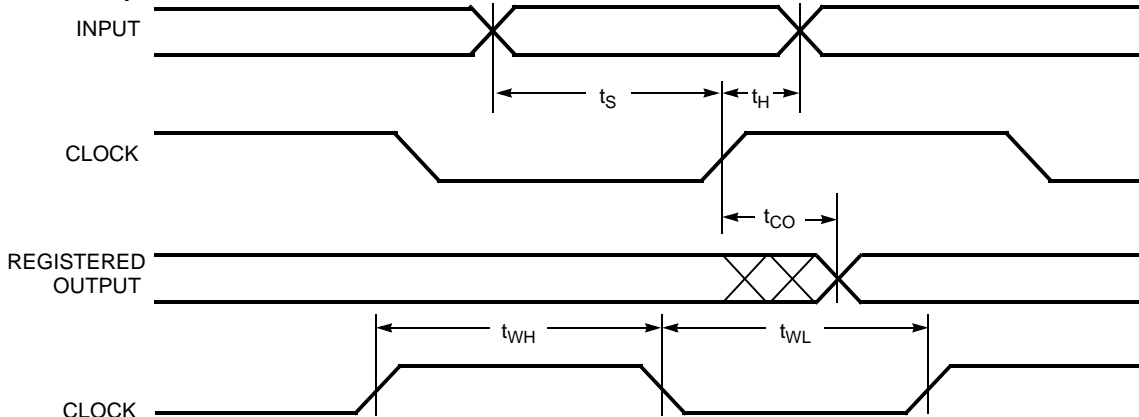 INPUT
tS
tH
CLOCK
tCO
REGISTERED
OUTPUT
tWH
tWL
CLOCK